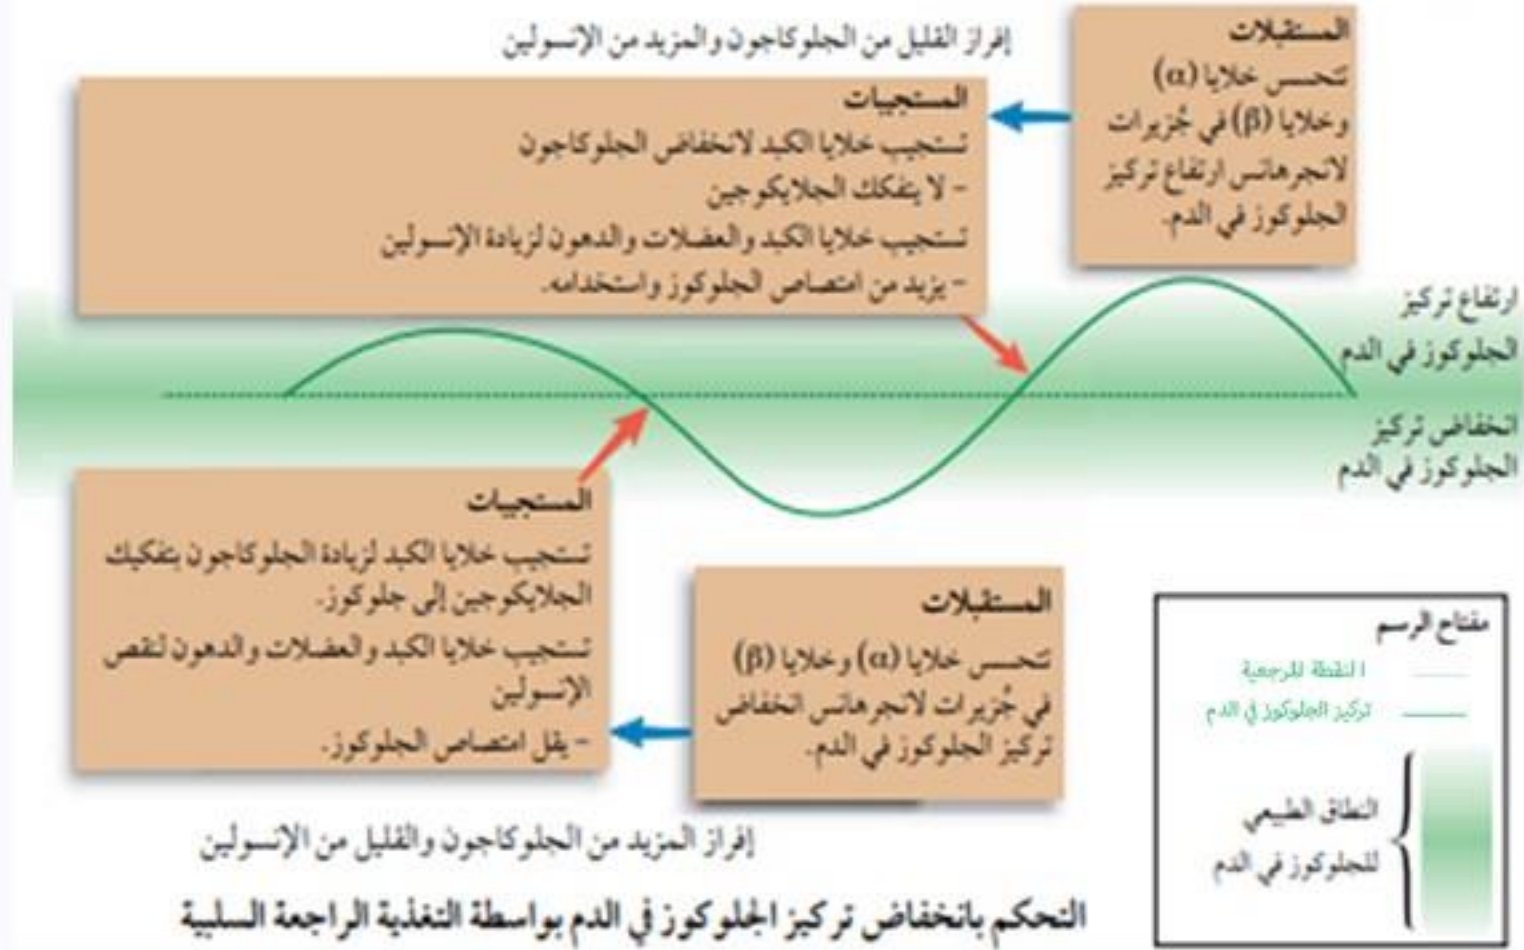 إفراز القليل من الجلوكاجون والمزيد من الإنسولين
المستقبلات
تتحسس خلايا (α)
وخلايا (β) في جُزيرات
لانجرهانس ارتفاع تركيز
الجلوكوز في الدم.
المستجيبات
تستجيب خلايا الكبد لانخفاض الجلوكاجون
- لا يتفكك الجلايكوجين
تستجيب خلايا الكبد والعضلات والدهون لزيادة الإنسولين
- يزيد من امتصاص الجلوكوز واستخدامه.
ارتفاع تركيز
الجلوكوز في الدم
انخفاض تركيز
الجلوكوز في الدم
المستقبلات
تتحسس خلايا (α) وخلايا (β)
في جُزيرات لانجرهانس انخفاض
تركيز الجلوكوز في الدم.
المستجيبات
تستجيب خلايا الكبد لزيادة الجلوكاجون بتفكيك
الجلايكوجين إلى جلوكوز.
تستجيب خلايا الكبد والعضلات والدهون لنقص
الإنسولين
- يقل امتصاص الجلوكوز.
إفراز المزيد من الجلوكاجون والقليل من الإنسولين
مفتاح الرسم
النقطة المرجعية
تركيز الجلوكوز في الدم
النطاق الطبيعي
للجلوكوز في الدم
التحكم بانخفاض تركيز الجلوكوز في الدم بواسطة التغذية الراجعة السلبية